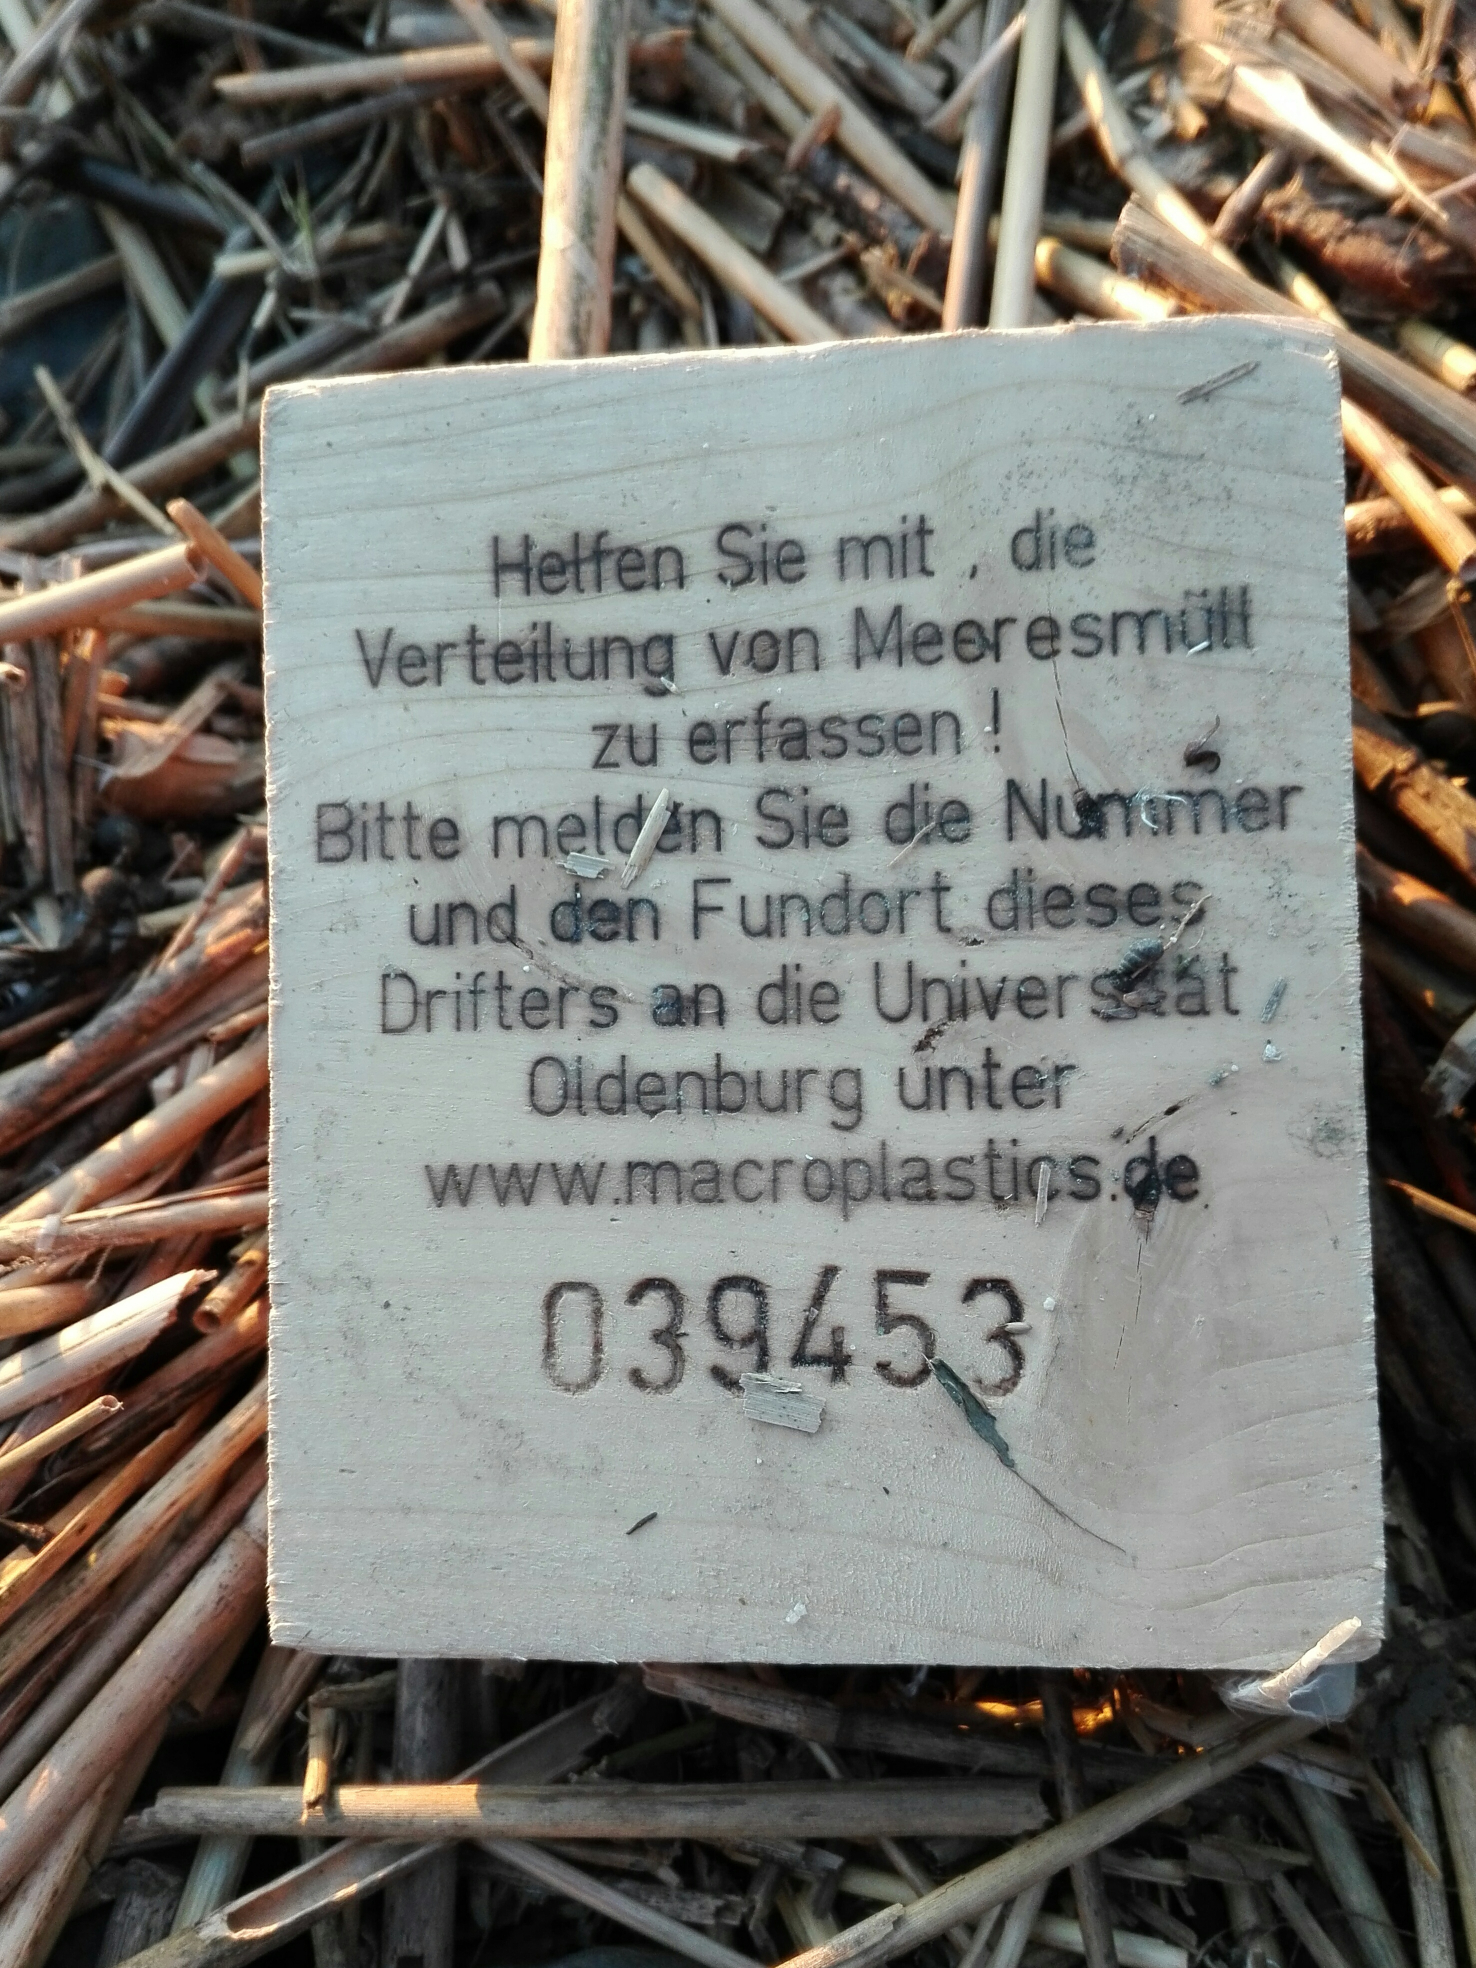 Helfen Sie mit , die
Verteilung von Meeresmüll
zu erfassen !
Bitte melden Sie die Nummer
und den Fundort dieses
Drifters an die Universität
Oldenburg unter
www.macroplastics.de
039453